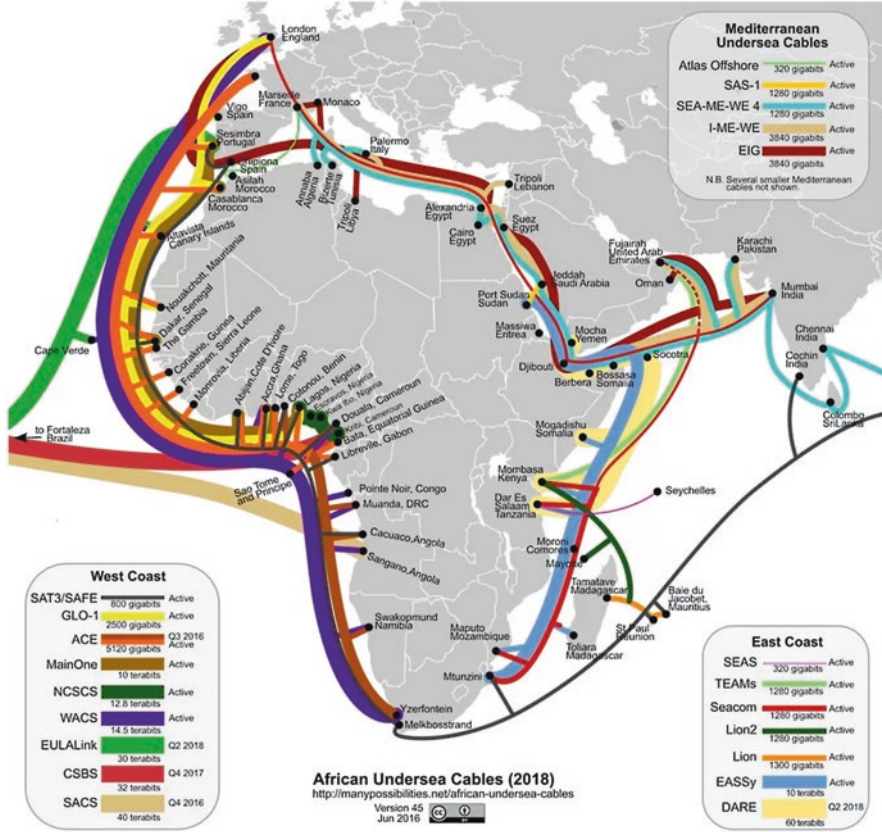 London
England
Marseille
France
Monaco
Vigo
Spain
Sesimbra
Portugal
Chipiona
Spain
Asilah
Morocco
Casablanca
Morocco
Annaba
Algeria
Bizerte
Tunisia
Palermo
Italy
Tripoli
Libya
Tripoli
Lebanon
Alexandria
Egypt
Cairo
Egypt
Suez
Egypt
Altavista
Canary Islands
Nouakchott, Mauritania
Dakar, Senegal
The Gambia
Cape Verde
Conakrie, Guinea
Freetown, Sierra Leone
Monrovia, Liberia
Abijan,Cote D'Ivoire
Accra,Ghana
Lome, Togo
Cotonou, Benin
Lagos, Nigeria
Escravos, Nigeria
Kwa Ibo, Nigeria
Douala, Cameroun
Kribi, Cameroun
Bata, Equatorial Guinea
Libreville, Gabon
to Fortaleza
Brazil
Sao Tome
and Principe
Pointe Noir, Congo
Muanda, DRC
Cacuaco,Angola
Sangano,Angola
Swakopmund
Namibia
Yzerfontein
Melkbosstrand
Jeddah
Saudi Arabia
Port Sudan
Sudan
Massiwa
Eritrea
Mocha
Yemen
Djibouti
Berbera
Bossasa
Somalia
Socotra
Fujairah
United Arab
Emirates
Oman
Karachi
Pakistan
Mumbai
India
Chennai
India
Cochin
India
Colombo
SriLanka
Mogadishu
Somalia
Mombasa
Kenya
Dar Es
Salaam
Tanzania
Seychelles
Moroni
Comores
Mayotte
Tamatave
Madagascar
Baie du
Jacobet,
Mauritius
St Paul
Reunion
Toliara
Madagascar
Maputo
Mozambique
Mtunzini
Mediterranean
Undersea Cables
Atlas Offshore Active
320 gigabits
SAS-1 Active
1280 gigabits
SEA-ME-WE 4 Active
1280 gigabits
I-ME-WE Active
3840 gigabits
EIG Active
3840 gigabits
N.B. Several smaller Mediterranean
cables not shown.
West Coast
SAT3/SAFE Active
800 gigabits
GLO-1 Active
2500 gigabits
ACE Q3 2016
5120 gigabits Active
MainOne Active
10 terabits
NCSCS Active
12.8 terabits
WACS Active
14.5 terabits
EULALink Q2 2018
30 terabits
CSBS Q4 2017
32 terabits
SACS Q4 2016
40 terabits
East Coast
SEAS Active
320 gigabits
TEAMs Active
1280 gigabits
Seacom Active
1280 gigabits
Lion2 Active
1280 gigabits
Lion Active
1300 gigabits
EASSy Active
10 terabits
DARE Q2 2018
60 terabits
African Undersea Cables (2018)
http://manypossibilities.net/african-undersea-cables
Version 45
Jun 2016